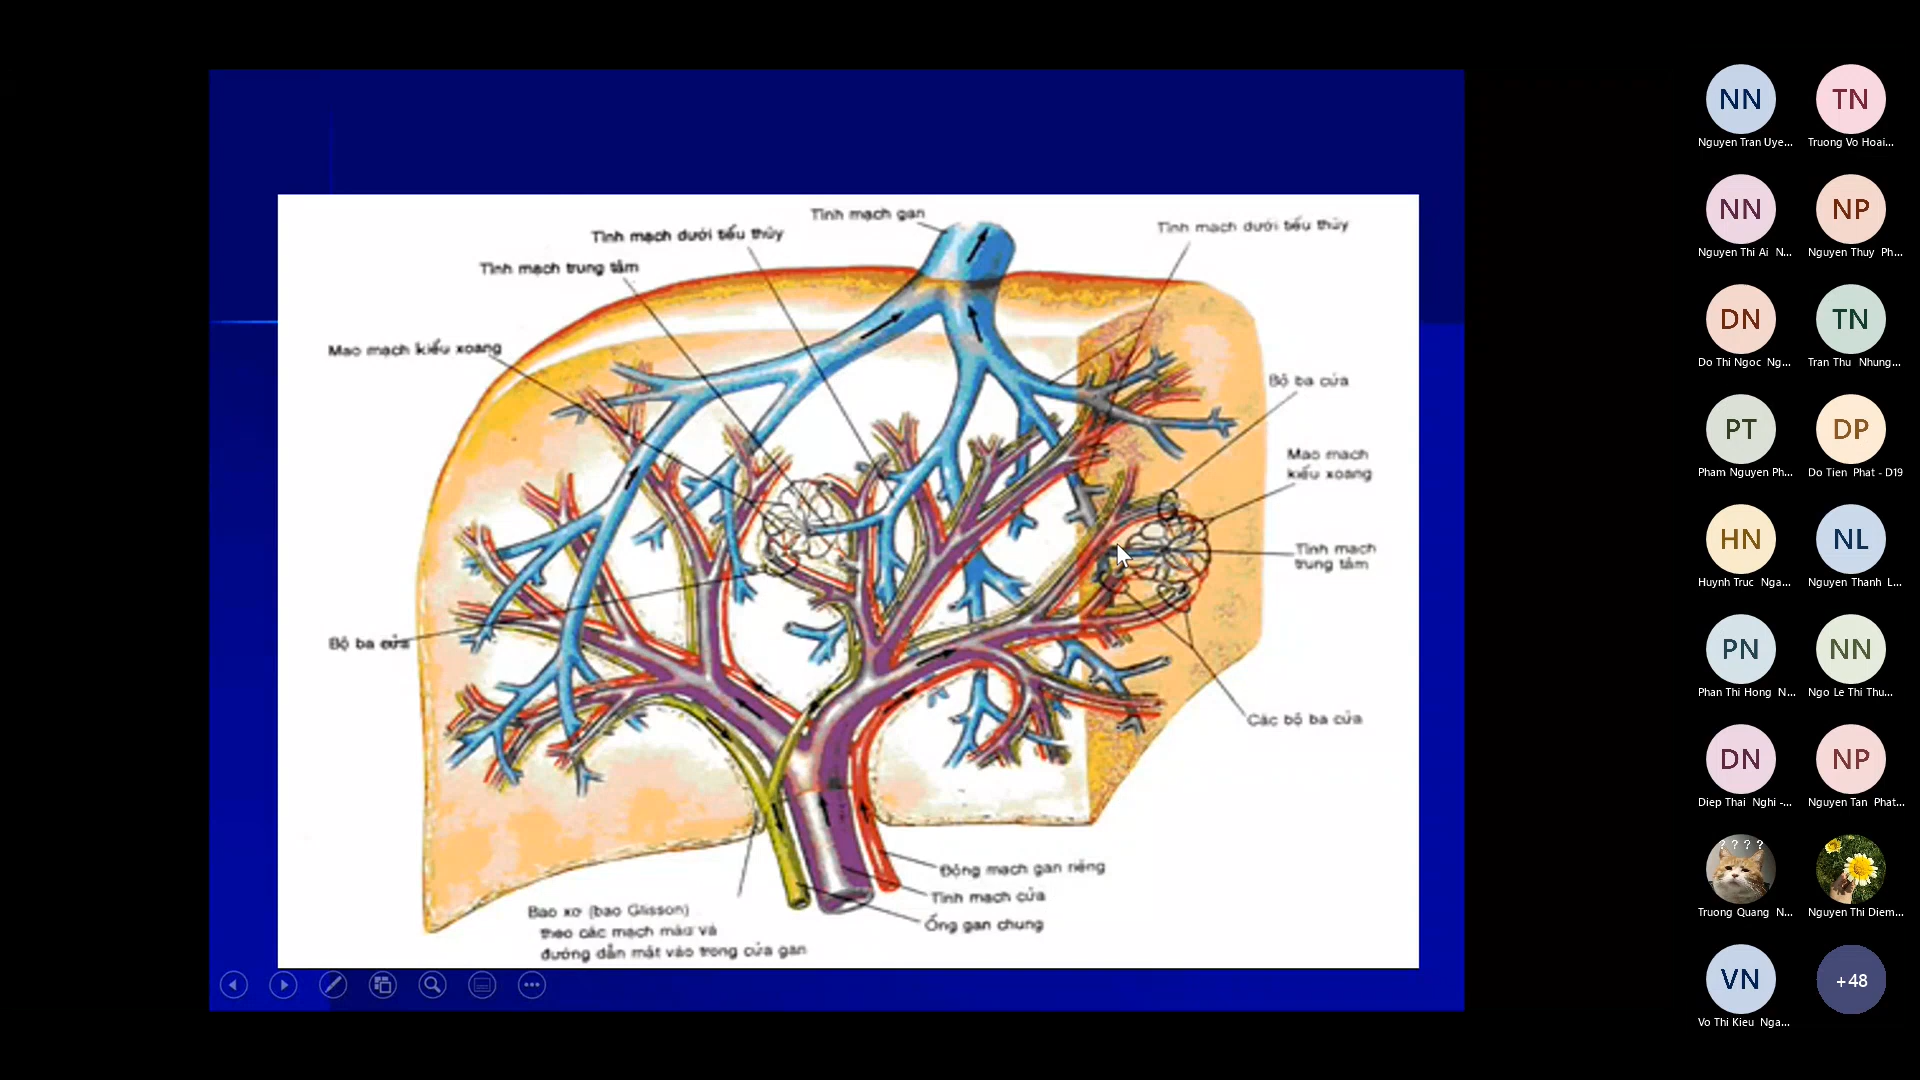 Tĩnh mạch gan
Tĩnh mạch dưới tiểu thùy
Tĩnh mạch dưới tiểu thùy
Tĩnh mạch trung tâm
Mao mạch kiểu xoang
Bộ ba cửa
Mao mạch
kiểu xoang
Tĩnh mạch
trung tâm
Bộ ba cửa
Các bộ ba cửa
Động mạch gan riêng
Tĩnh mạch cửa
Ống gan chung
Bao xơ (bao Glisson)
theo các mạch máu và
đường dẫn mật vào trong cửa gan
NN
TN
Nguyen Tran Uye...
Truong Vo Hoai...
NN
NP
Nguyen Thi Ai N...
Nguyen Thuy Ph...
DN
TN
Do Thi Ngoc Ng...
Tran Thu Nhung...
PT
DP
Pham Nguyen Ph...
Do Tien Phat - D19
HN
NL
Huynh Truc Nga...
Nguyen Thanh L...
PN
NN
Phan Thi Hong N...
Ngo Le Thi Thu...
DN
NP
Diep Thai Nghi -...
Nguyen Tan Phat...
? ? ? ?
Truong Quang N...
Nguyen Thi Diem...
VN
+48
Vo Thi Kieu Nga...